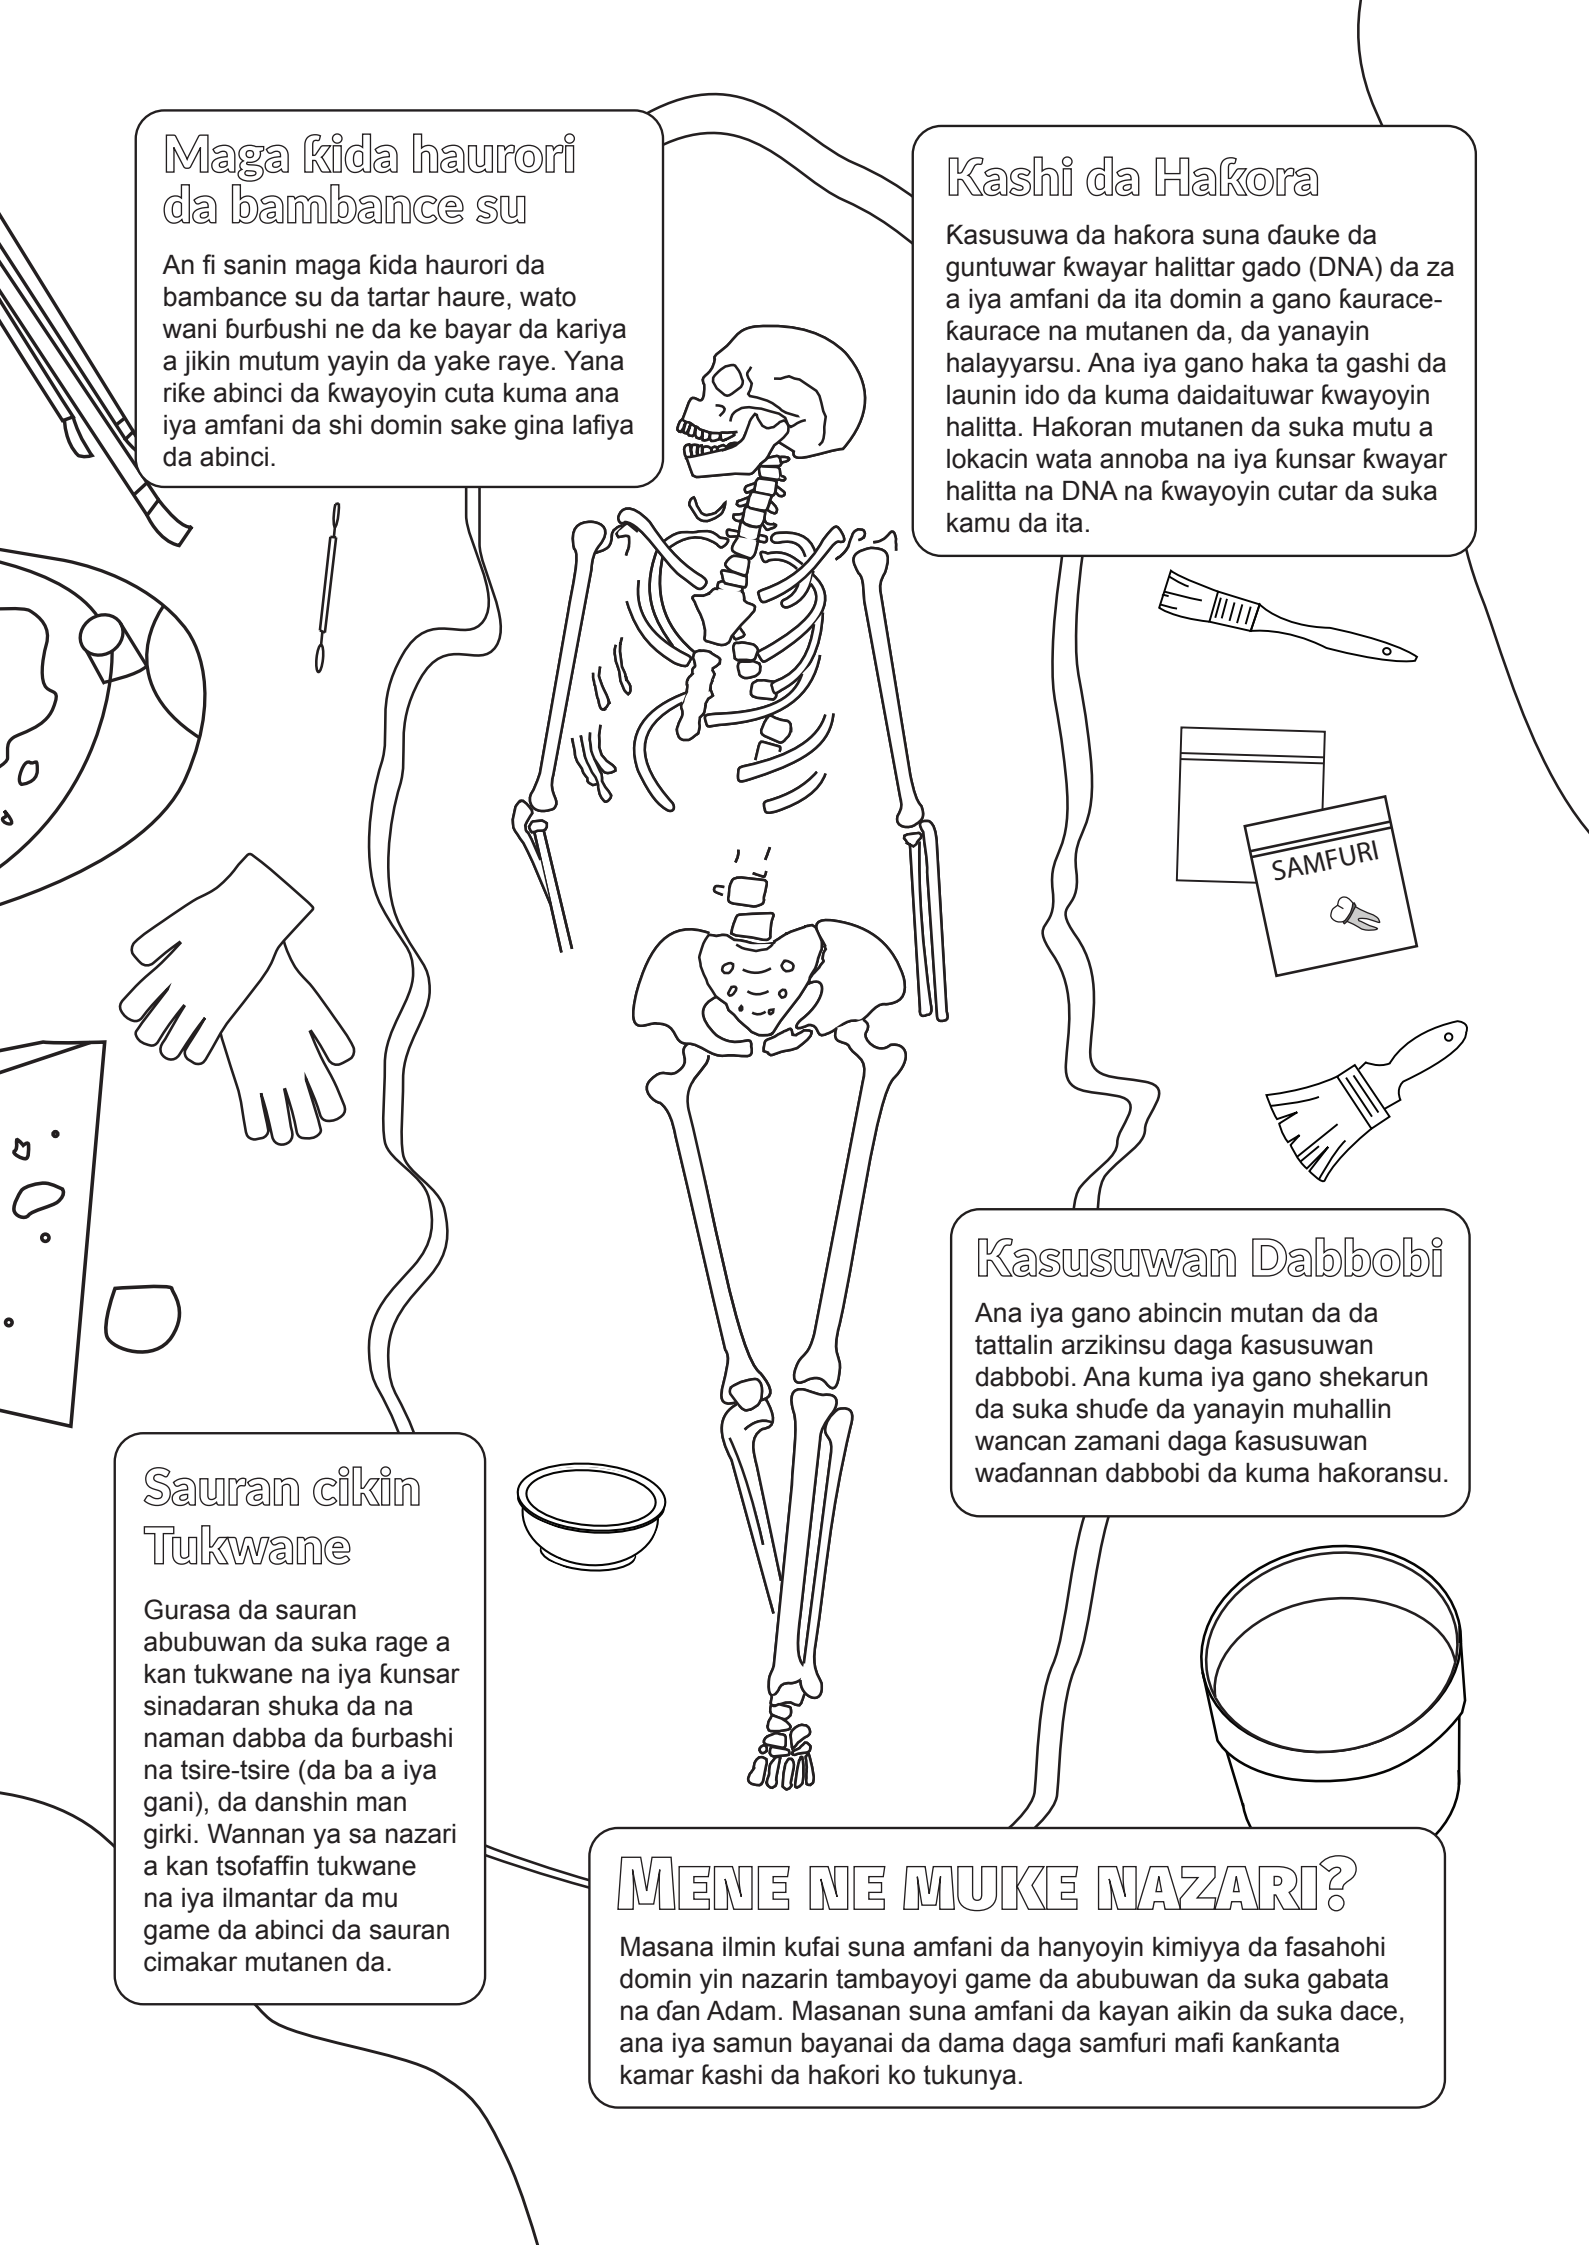 Maga ƙida haurori
da bambance su
An fi sanin maga ƙida haurori da
bambance su da tartar haure, wato
wani ɓurɓushi ne da ke bayar da kariya
a jikin mutum yayin da yake raye. Yana
riƙe abinci da ƙwayoyin cuta kuma ana
iya amfani da shi domin sake gina lafiya
da abinci.
Ƙashi da Haƙora
Ƙasusuwa da haƙora suna ɗauke da
guntuwar ƙwayar halittar gado (DNA) da za
a iya amfani da ita domin a gano ƙaurace-
ƙaurace na mutanen da, da yanayin
halayyarsu. Ana iya gano haka ta gashi da
launin ido da kuma daidaituwar ƙwayoyin
halitta. Haƙoran mutanen da suka mutu a
lokacin wata annoba na iya ƙunsar ƙwayar
halitta na DNA na ƙwayoyin cutar da suka
kamu da ita.
SAMFURI
Ƙasusuwan Dabbobi
Ana iya gano abincin mutan da da
tattalin arzikinsu daga ƙasusuwan
dabbobi. Ana kuma iya gano shekarun
da suka shuɗe da yanayin muhallin
wancan zamani daga ƙasusuwan
waɗannan dabbobi da kuma haƙoransu.
Sauran cikin
Tukwane
Gurasa da sauran
abubuwan da suka rage a
kan tukwane na iya ƙunsar
sinadaran shuka da na
naman dabba da ɓurbashi
na tsire-tsire (da ba a iya
gani), da danshin man
girki. Wannan ya sa nazari
a kan tsofaffin tukwane
na iya ilmantar da mu
game da abinci da sauran
cimakar mutanen da.
MENE NE MUKE NAZARI?
Masana ilmin kufai suna amfani da hanyoyin kimiyya da fasahohi
domin yin nazarin tambayoyi game da abubuwan da suka gabata
na ɗan Adam. Masanan suna amfani da kayan aikin da suka dace,
ana iya samun bayanai da dama daga samfuri mafi ƙanƙanta
kamar ƙashi da haƙori ko tukunya.